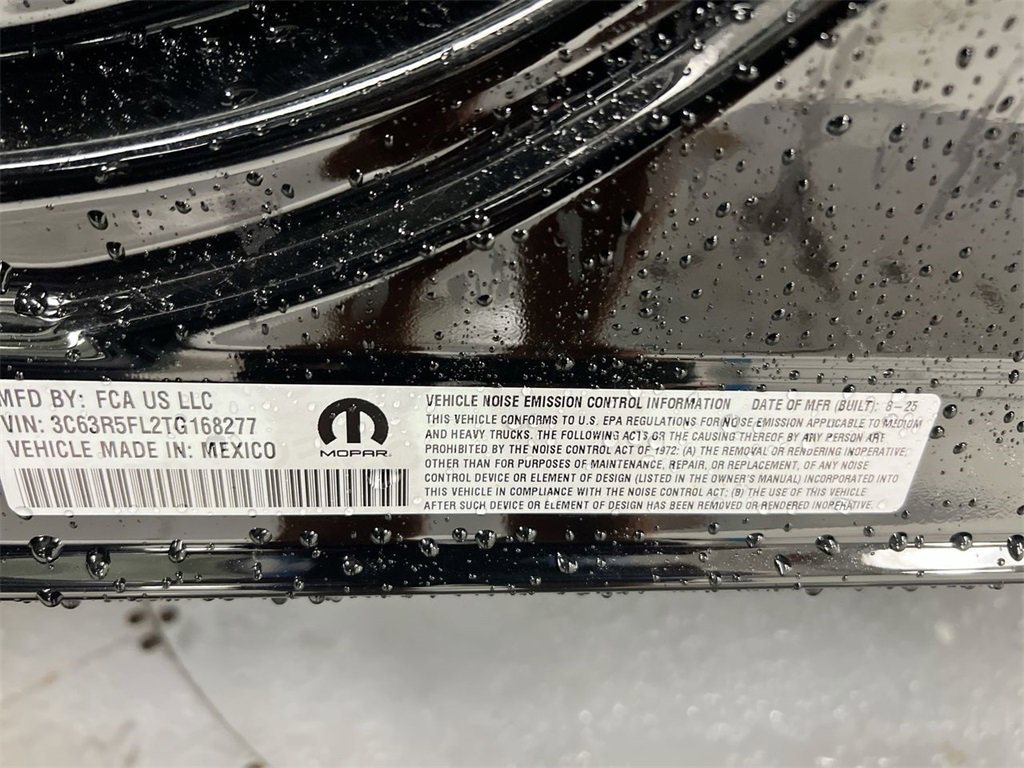 MFD BY: FCA US LLC
VIN: 3C63R5FL2TG168277
VEHICLE MADE IN: MEXICO
MOPAR
VEHICLE NOISE EMISSION CONTROL INFORMATION DATE OF MFR (BUILT): 8-25
THIS VEHICLE CONFORMS TO U.S. EPA REGULATIONS FOR NOISE EMISSION APPLICABLE TO MEDIUM
AND HEAVY TRUCKS. THE FOLLOWING ACTS OR THE CAUSING THEREOF BY ANY PERSON ARE
PROHIBITED BY THE NOISE CONTROL ACT OF 1972: (A) THE REMOVAL OR RENDERING INOPERATIVE,
OTHER THAN FOR PURPOSES OF MAINTENANCE, REPAIR, OR REPLACEMENT, OF ANY NOISE
CONTROL DEVICE OR ELEMENT OF DESIGN (LISTED IN THE OWNER'S MANUAL) INCORPORATED INTO
THIS VEHICLE IN COMPLIANCE WITH THE NOISE CONTROL ACT; (B) THE USE OF THIS VEHICLE
AFTER SUCH DEVICE OR ELEMENT OF DESIGN HAS BEEN REMOVED OR RENDERED INOPERATIVE.